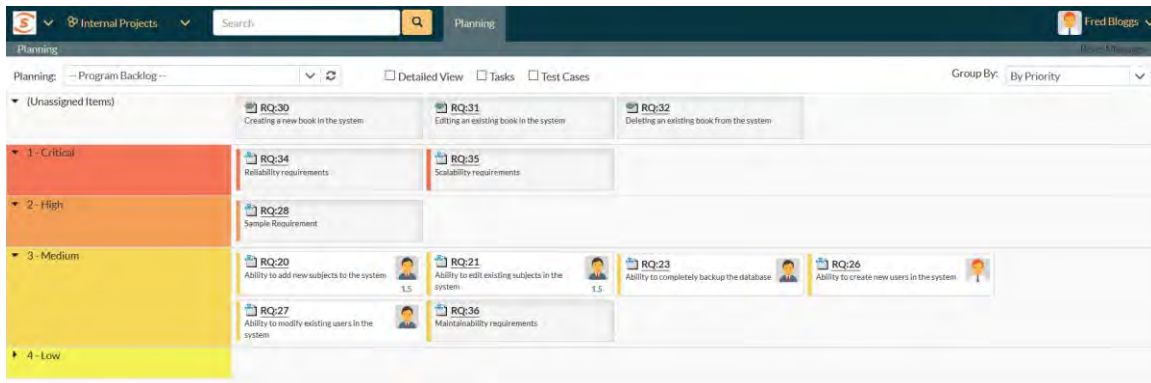 Internal Projects
Search
Planning
Fred Bloggs
Planning
Planning: -- Program Backlog --
Detailed View
Tasks
Test Cases
Group By: By Priority
(Unassigned Items)
RQ:30
Creating a new book in the system
RQ:31
Editing an existing book in the system
RQ:32
Deleting an existing book from the system
1 - Critical
RQ:34
Reliability requirements
RQ:35
Scalability requirements
2 - High
RQ:28
Sample Requirement
3 - Medium
RQ:20
Ability to add new subjects to the system
1.5
RQ:21
Ability to edit existing subjects in the
system
1.5
RQ:23
Ability to completely backup the database
RQ:26
Ability to create new users in the system
RQ:27
Ability to modify existing users in the
system
RQ:36
Maintainability requirements
4 - Low